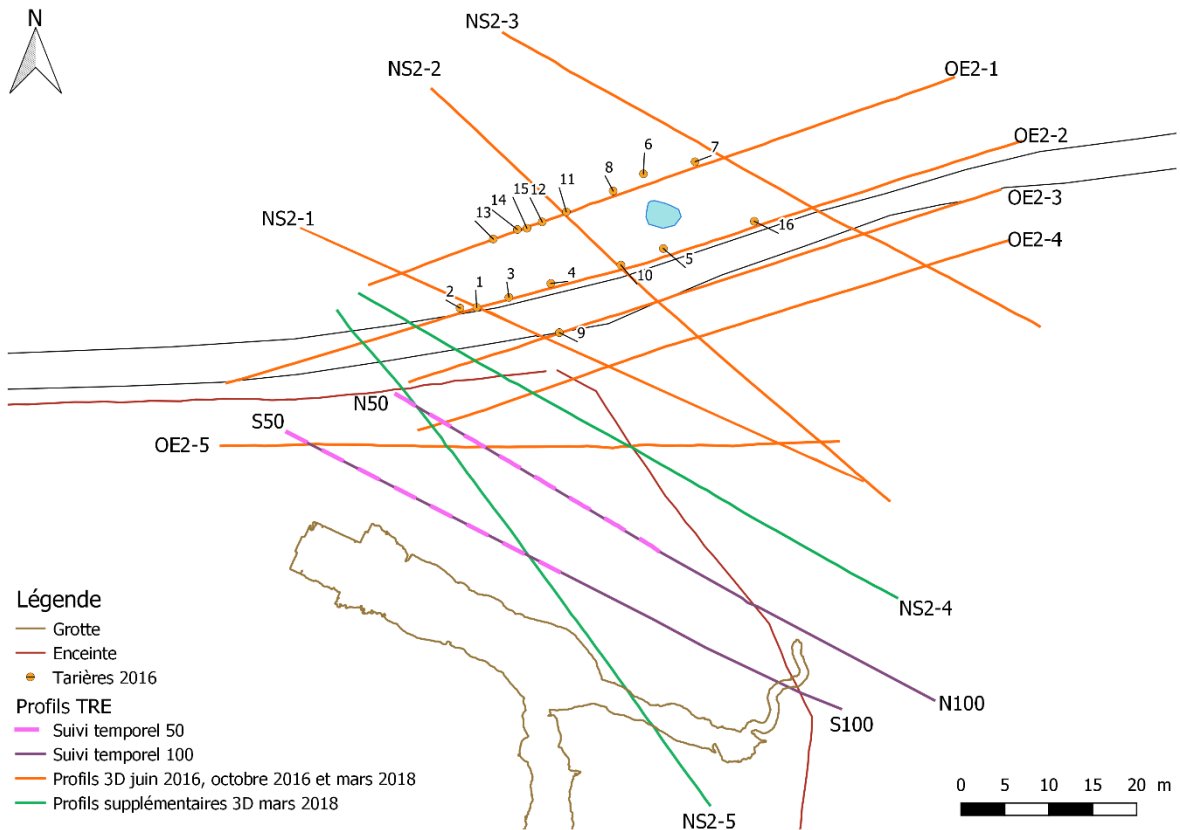 N
NS2-3
NS2-2
OE2-1
OE2-2
OE2-3
OE2-4
NS2-1
7
6
8
11
12
15
14
13
16
5
10
4
3
1
2
9
N50
S50
OE2-5
NS2-4
N100
S100
NS2-5
Légende
Grotte
Enceinte
Tarières 2016
Profils TRE
Suivi temporel 50
Suivi temporel 100
Profils 3D juin 2016, octobre 2016 et mars 2018
Profils supplémentaires 3D mars 2018
0 5 10 15 20 m